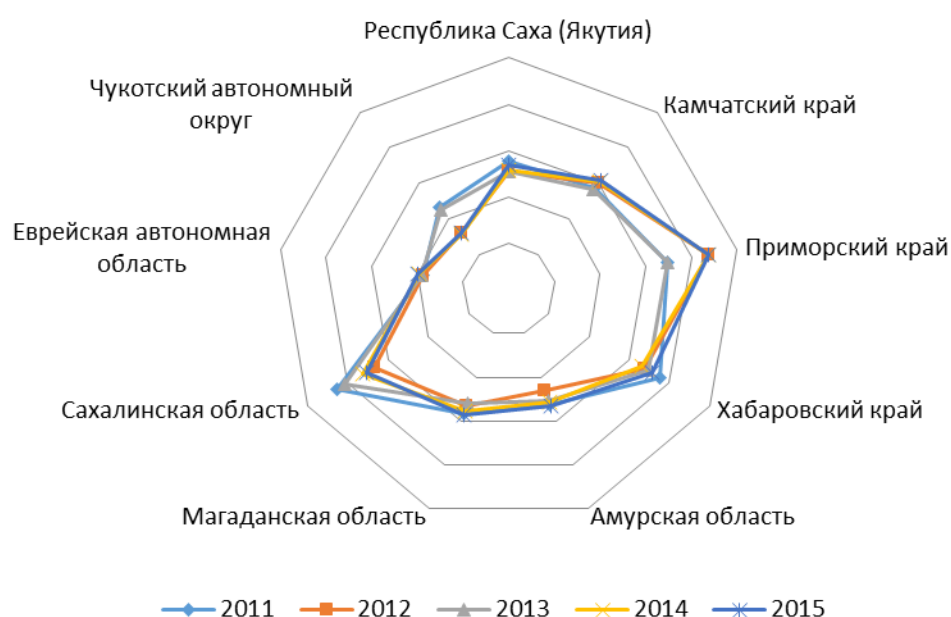 Республика Саха (Якутия)
Чукотский автономный
округ
Камчатский край
Еврейская автономная
область
Приморский край
Сахалинская область
Хабаровский край
Магаданская область
Амурская область
2011 2012 2013 2014 2015